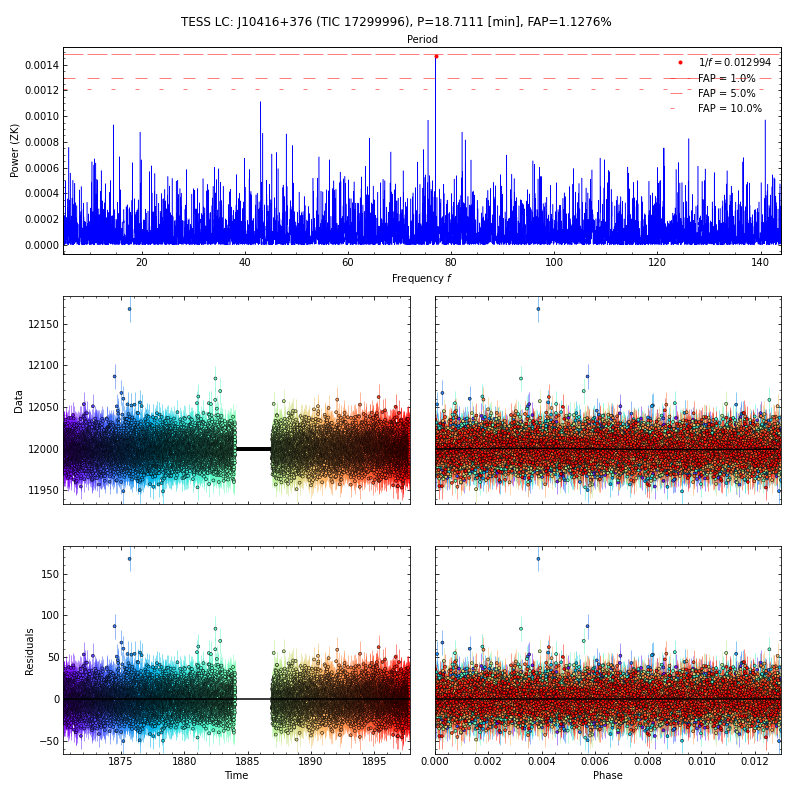 TESS LC: J10416+376 (TIC 17299996), P=18.7111 [min], FAP=1.1276%
Period
Power (ZK)
0.0014
0.0012
0.0010
0.0008
0.0006
0.0004
0.0002
0.0000
1/f = 0.012994
FAP = 1.0%
FAP = 5.0%
FAP = 10.0%
20 40 60 80 100 120 140
Frequency f
Data
12150
12100
12050
12000
11950
Residuals
150
100
50
0
−50
1875 1880 1885 1890 1895
Time
0.000 0.002 0.004 0.006 0.008 0.010 0.012
Phase